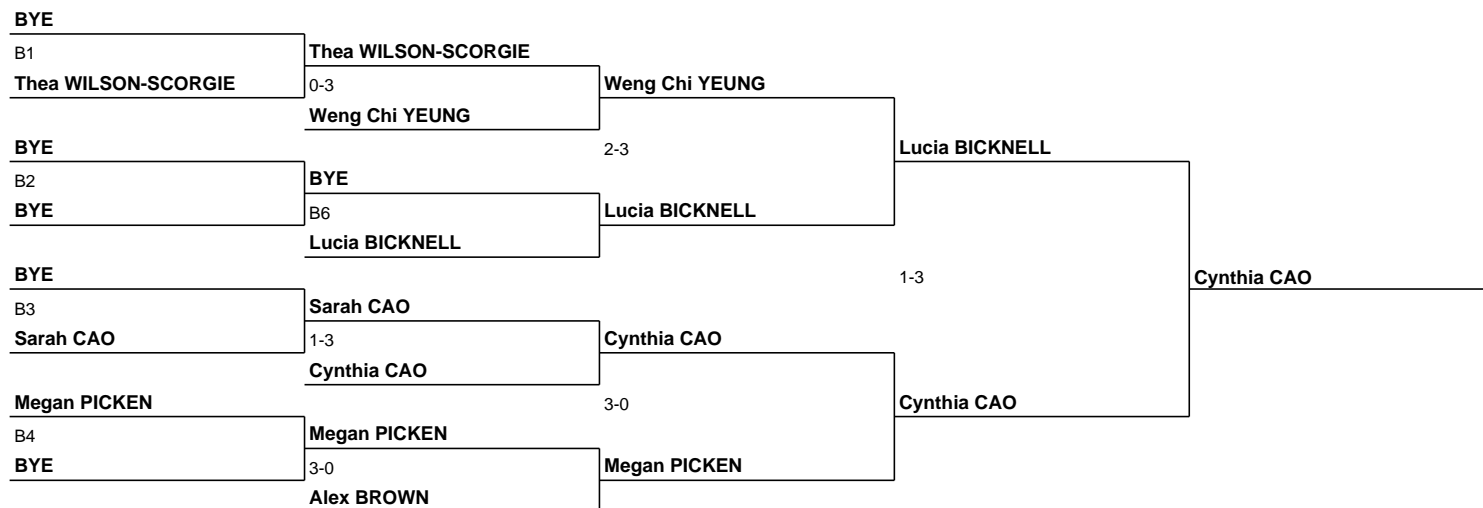 BYE
B1
Thea WILSON-SCORGIE
Thea WILSON-SCORGIE
0-3
Weng Chi YEUNG
Weng Chi YEUNG
BYE
2-3
Lucia BICKNELL
B2
BYE
BYE
B6
Lucia BICKNELL
Lucia BICKNELL
BYE
1-3
Cynthia CAO
B3
Sarah CAO
Sarah CAO
1-3
Cynthia CAO
Cynthia CAO
Megan PICKEN
3-0
Cynthia CAO
B4
Megan PICKEN
BYE
3-0
Megan PICKEN
Alex BROWN